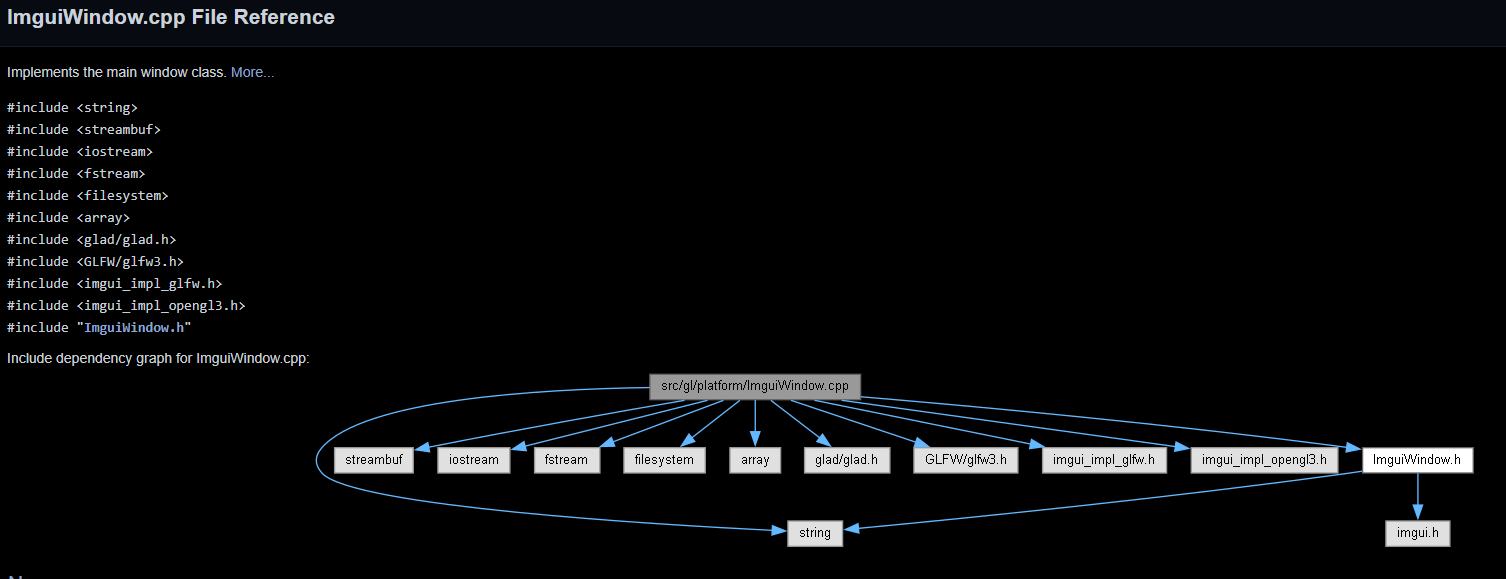 ImguiWindow.cpp File Reference
Implements the main window class. More...
#include <string>
#include <streambuf>
#include <iostream>
#include <fstream>
#include <filesystem>
#include <array>
#include <glad/glad.h>
#include <GLFW/glfw3.h>
#include <imgui_impl_glfw.h>
#include <imgui_impl_opengl3.h>
#include "ImguiWindow.h"
Include dependency graph for ImguiWindow.cpp:
src/gl/platform/ImguiWindow.cpp
streambuf iostream fstream filesystem array glad/glad.h GLFW/glfw3.h imgui_impl_glfw.h imgui_impl_opengl3.h ImguiWindow.h
string imgui.h